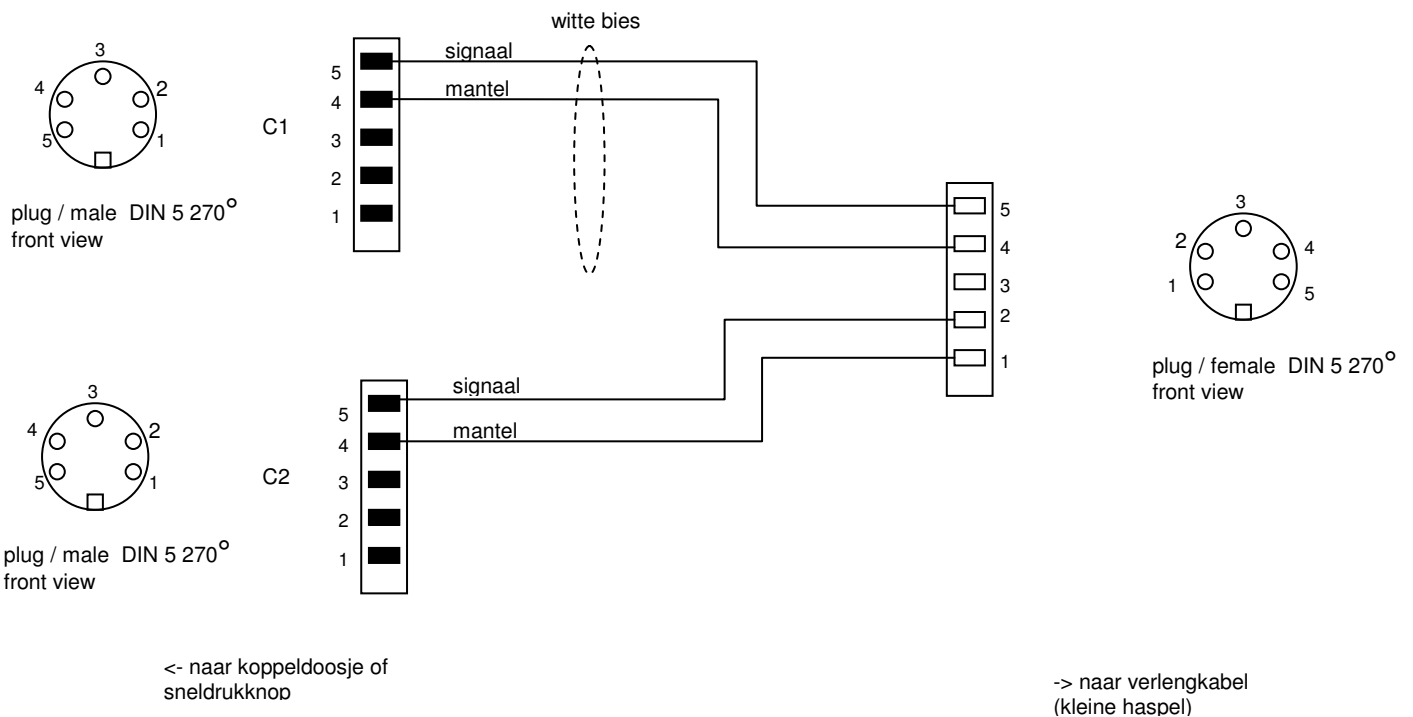 witte bies
3
4
2
5
1
plug / male DIN 5 270°
front view
C1
5
4
3
2
1
signaal
mantel
5
4
3
2
1
3
2
4
1
5
plug / female DIN 5 270°
front view
3
4
2
5
1
plug / male DIN 5 270°
front view
C2
5
4
3
2
1
signaal
mantel
<- naar koppeldoosje of
sneldrukknop
-> naar verlengkabel
(kleine haspel)